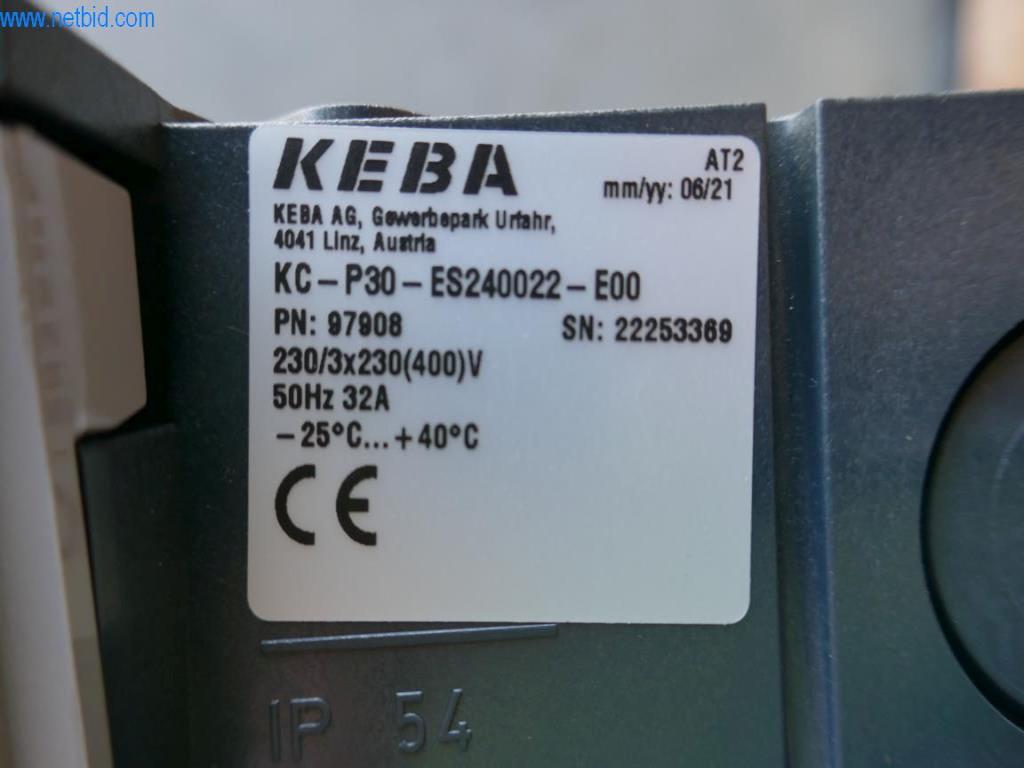 www.netbid.com
KEBA
AT2
mm/yy: 06/21
KEBA AG, Gewerbepark Urfahr,
4041 Linz, Austria
KC-P30-ES240022-E00
PN: 97908 SN: 22253369
230/3x230(400)V
50Hz 32A
-25°C...+40°C
CE
IP 54